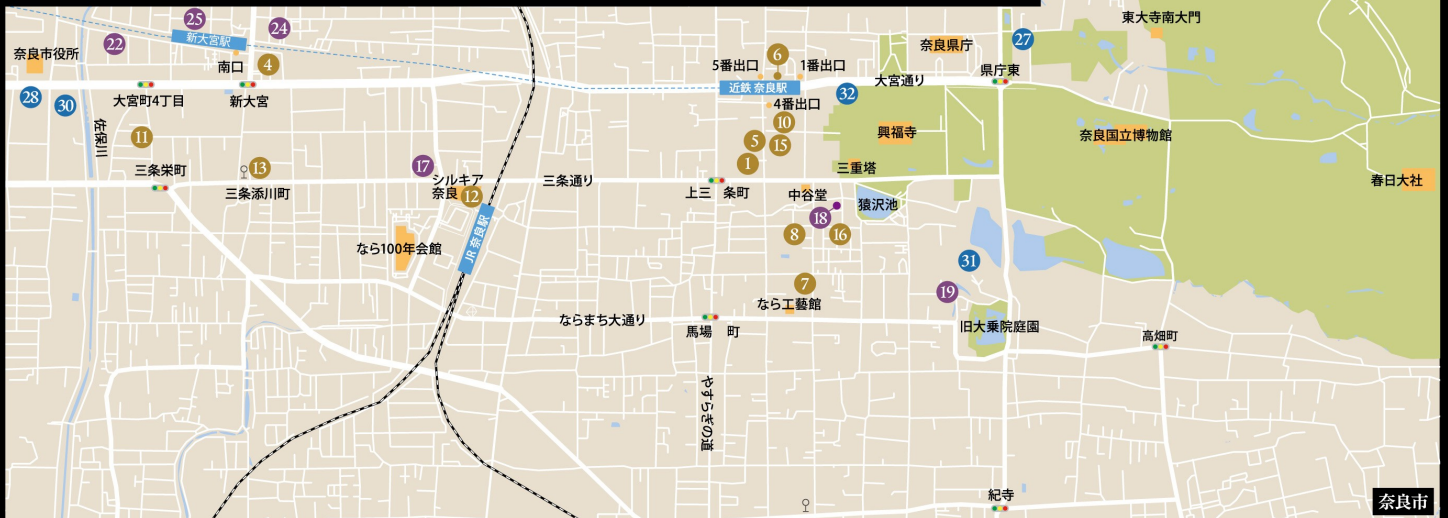 東大寺南大門
25
24
22
新大宮駅
奈良市役所
南口
4
5番出口
6
1番出口
奈良県庁
27
大宮通り
県庁東
近鉄 奈良駅
28
30
大宮町4丁目
新大宮
4番出口
32
佐保川
11
10
興福寺
奈良国立博物館
5
15
1
三条栄町
13
17
三重塔
三条添川町
シルキア
奈良
12
三条通り
上三 条町
中谷堂
春日大社
18
猿沢池
8
16
なら100年会館
JR 奈良駅
31
7
19
なら工藝館
ならまち大通り
馬場 町
旧大乗院庭園
高畑町
やすらぎの道
紀寺
奈良市